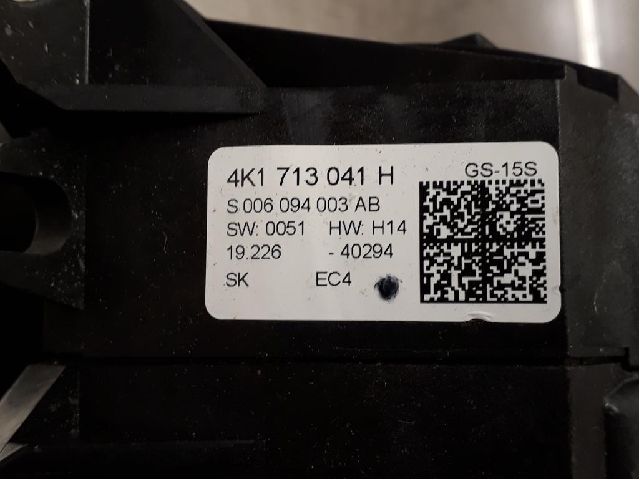 4K1 713 041 H GS-15S
S 006 094 003 AB
SW: 0051 HW: H14
19.226 - 40294
SK EC4